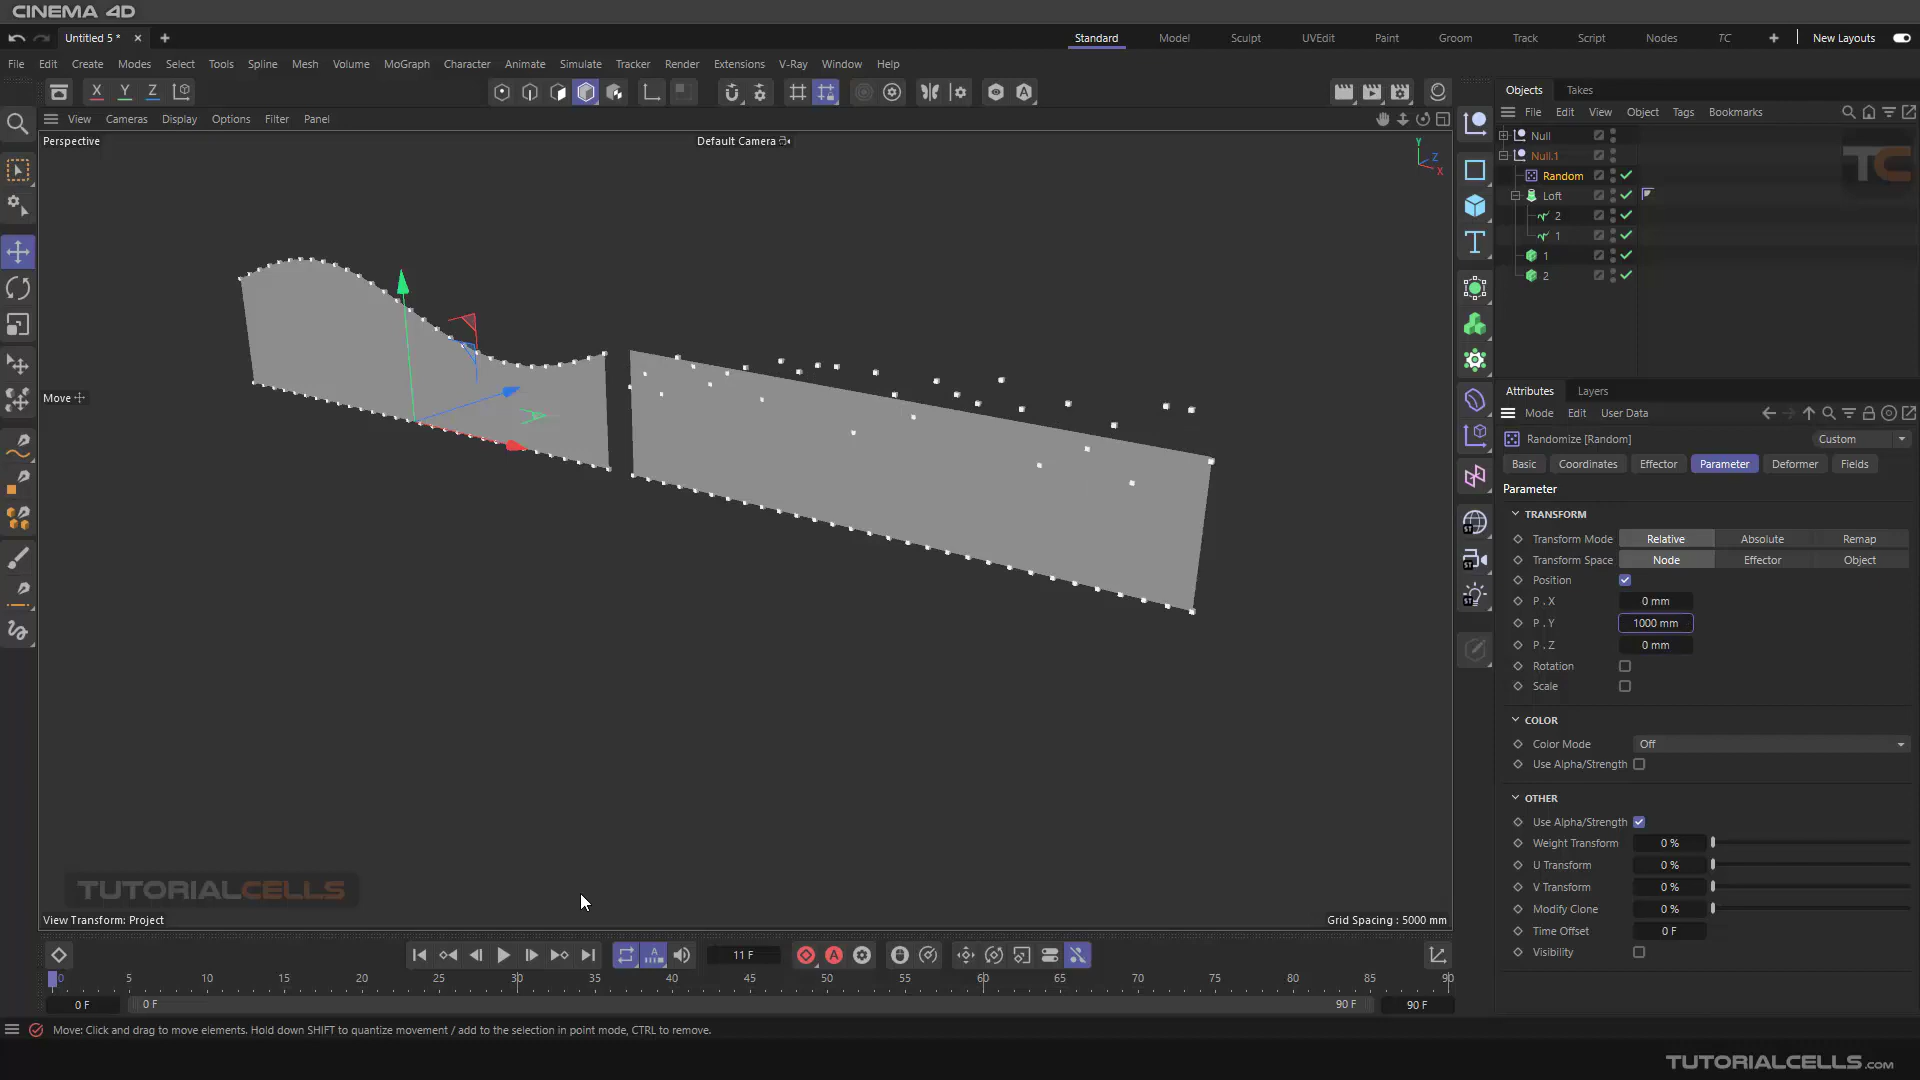 CINEMA 4D
Untitled 5 *
Standard
Model
Sculpt
UVEdit
Paint
Groom
Track
Script
Nodes
TC
New Layouts
File
Edit
Create
Modes
Select
Tools
Spline
Mesh
Volume
MoGraph
Character
Animate
Simulate
Tracker
Render
Extensions
V-Ray
Window
Help
X
Y
Z
Objects
Takes
View
Cameras
Display
Options
Filter
Panel
File
Edit
View
Object
Tags
Bookmarks
Perspective
Default Camera
Y
Z
X
Null
Null.1
Random
Loft
2
1
1
2
TC
Move
Attributes
Layers
Mode
Edit
User Data
Randomize [Random]
Custom
Basic
Coordinates
Effector
Parameter
Deformer
Fields
Parameter
TRANSFORM
Transform Mode
Relative
Absolute
Remap
Transform Space
Node
Effector
Object
Position
P . X
0 mm
P . Y
1000 mm
P . Z
0 mm
Rotation
Scale
COLOR
Color Mode
Off
Use Alpha/Strength
OTHER
Use Alpha/Strength
Weight Transform
0 %
U Transform
0 %
V Transform
0 %
Modify Clone
0 %
Time Offset
0 F
Visibility
TUTORIALCELLS
View Transform: Project
Grid Spacing : 5000 mm
11 F
0
5
10
15
20
25
30
35
40
45
50
55
60
65
70
75
80
85
90
0 F
0 F
90 F
90 F
Move: Click and drag to move elements. Hold down SHIFT to quantize movement / add to the selection in point mode, CTRL to remove.
TUTORIALCELLS.com